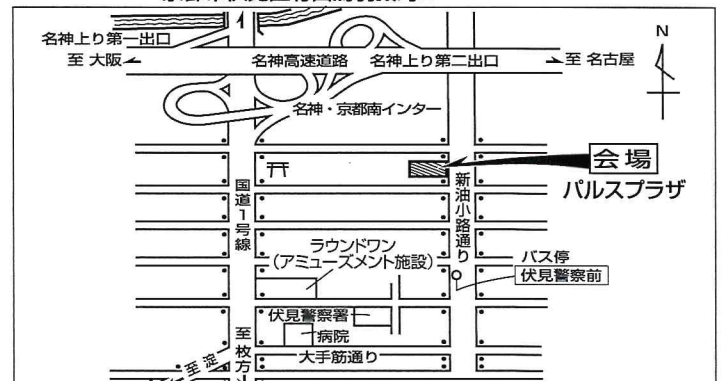 名神上り第一出口
至 大阪
名神高速道路
名神上り第二出口
至 名古屋
N
名神・京都南インター
会場
パルスプラザ
国道1号線
新油小路通り
ラウンドワン
(アミューズメント施設)
バス停
伏見警察前
伏見警察署
病院
大手筋通り
至淀
至枚方